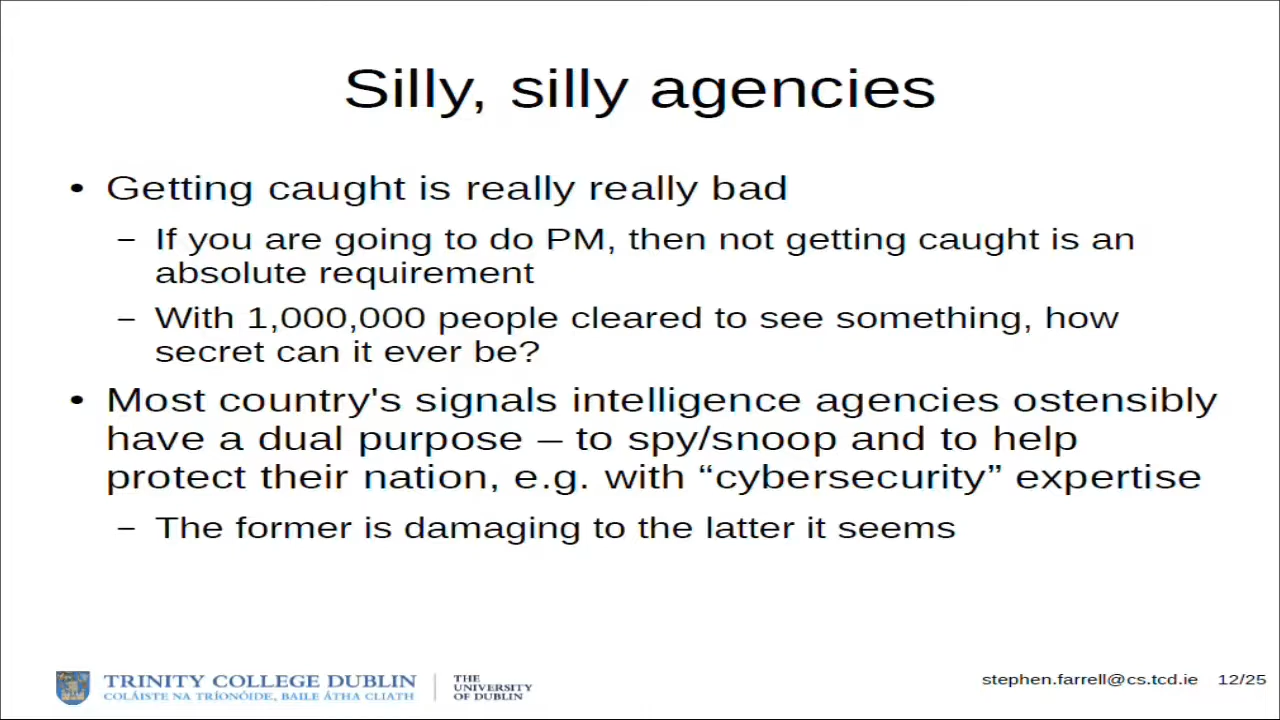 Silly, silly agencies
• Getting caught is really really bad
– If you are going to do PM, then not getting caught is an
absolute requirement
– With 1,000,000 people cleared to see something, how
secret can it ever be?
• Most country's signals intelligence agencies ostensibly
have a dual purpose – to spy/snoop and to help
protect their nation, e.g. with “cybersecurity” expertise
– The former is damaging to the latter it seems
TRINITY COLLEGE DUBLIN
COLÁISTE NA TRÍONÓIDE, BAILE ÁTHA CLIATH
THE
UNIVERSITY
OF DUBLIN
stephen.farrell@cs.tcd.ie 12/25